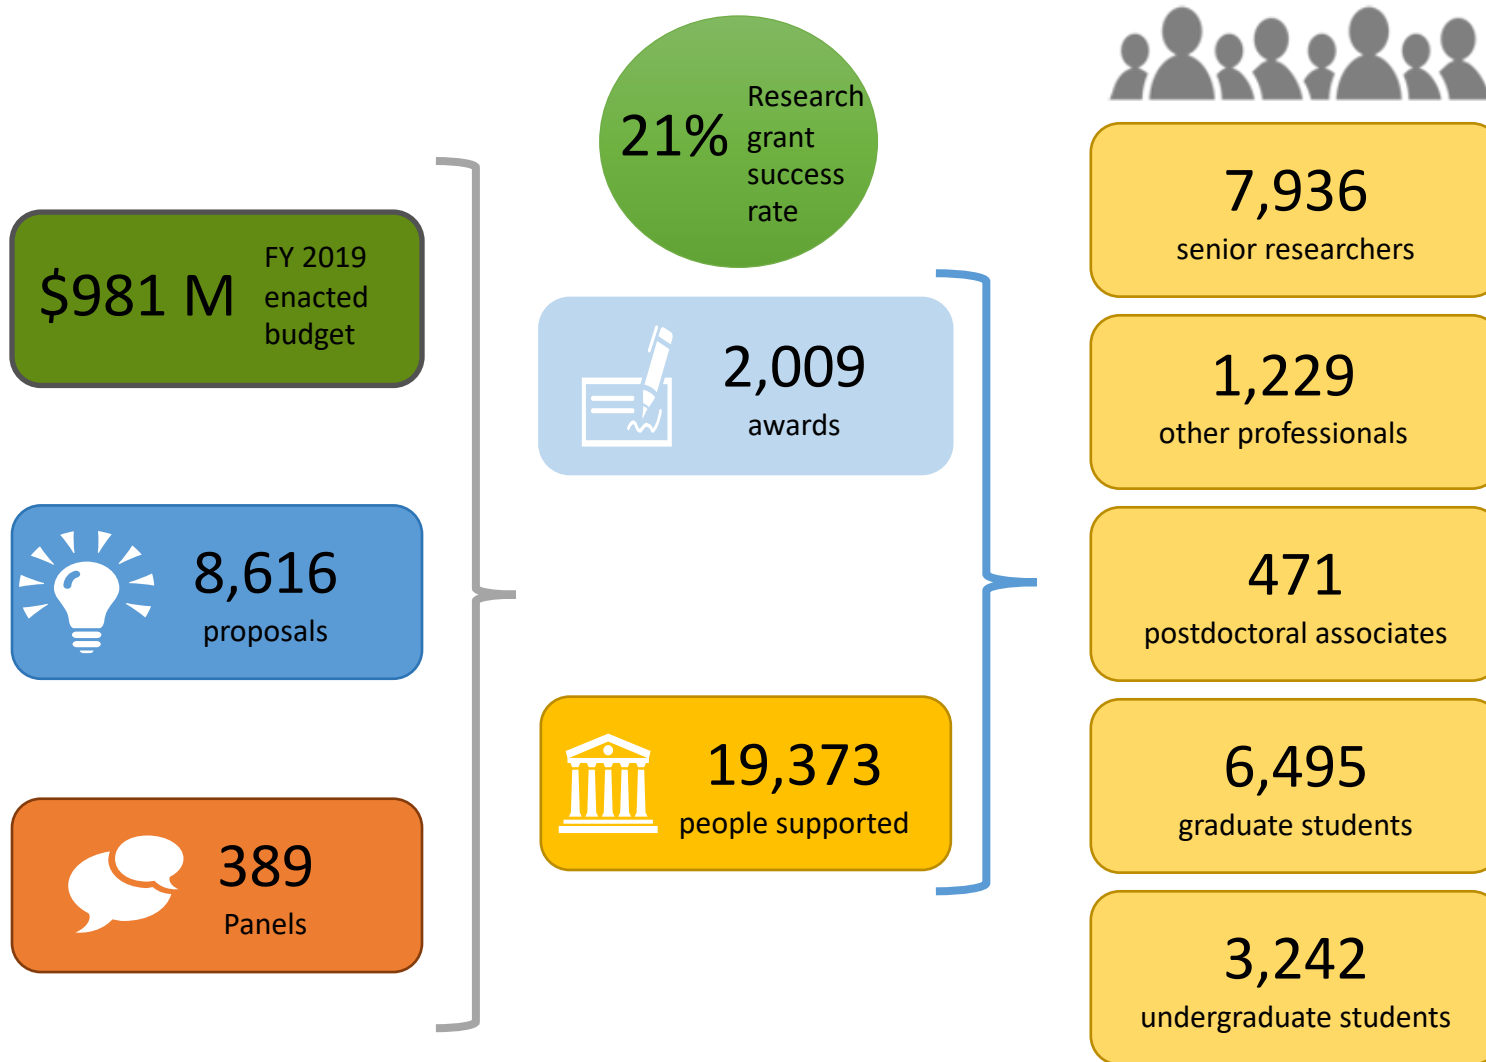 $981 M
FY 2019
enacted
budget
8,616
proposals
389
Panels
21%
Research
grant
success
rate
2,009
awards
19,373
people supported
7,936
senior researchers
1,229
other professionals
471
postdoctoral associates
6,495
graduate students
3,242
undergraduate students